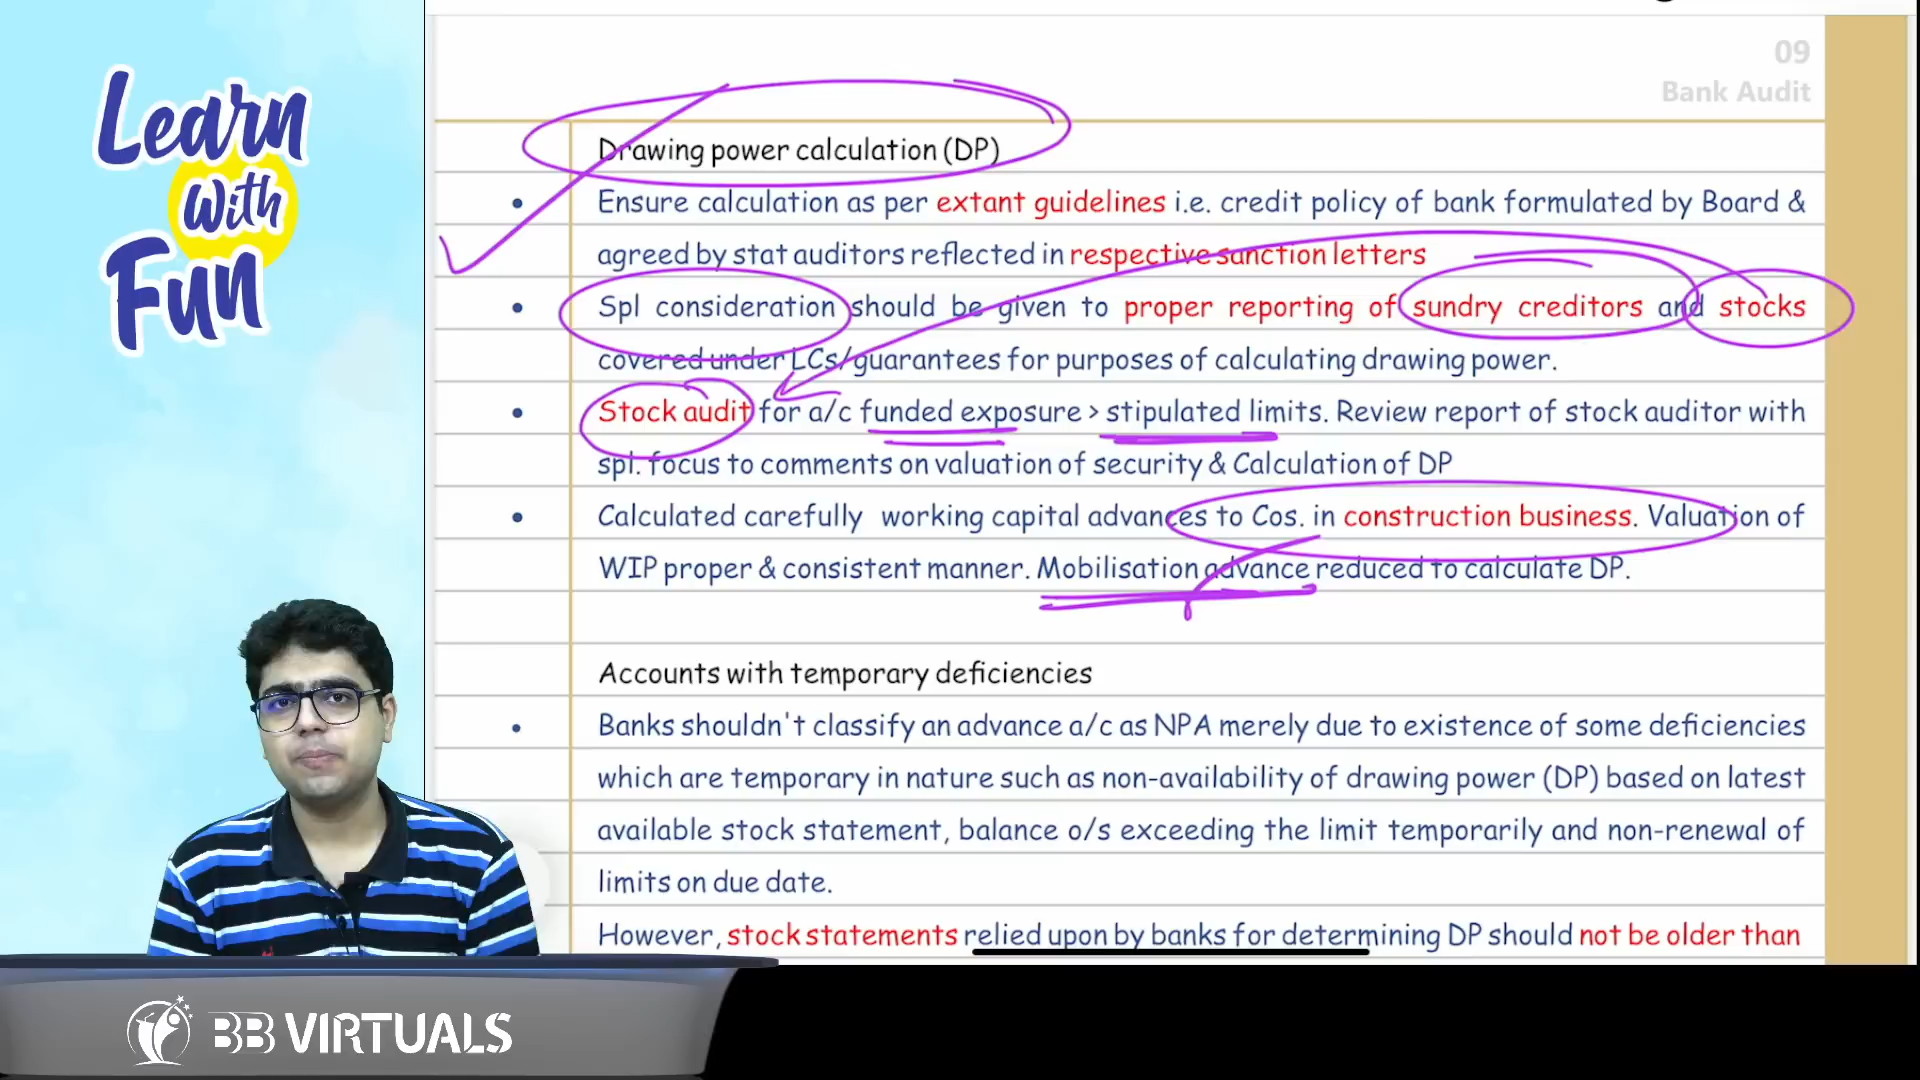 Learn
With
Fun
09
Bank Audit
Drawing power calculation (DP)
• Ensure calculation as per extant guidelines i.e. credit policy of bank formulated by Board &
agreed by stat auditors reflected in respective sanction letters
• Spl consideration should be given to proper reporting of sundry creditors and stocks
covered under LCs/guarantees for purposes of calculating drawing power.
• Stock audit for a/c funded exposure > stipulated limits. Review report of stock auditor with
spl. focus to comments on valuation of security & Calculation of DP
• Calculated carefully working capital advances to Cos. in construction business. Valuation of
WIP proper & consistent manner. Mobilisation advance reduced to calculate DP.
Accounts with temporary deficiencies
• Banks shouldn't classify an advance a/c as NPA merely due to existence of some deficiencies
which are temporary in nature such as non-availability of drawing power (DP) based on latest
available stock statement, balance o/s exceeding the limit temporarily and non-renewal of
limits on due date.
However, stock statements relied upon by banks for determining DP should not be older than
BB VIRTUALS